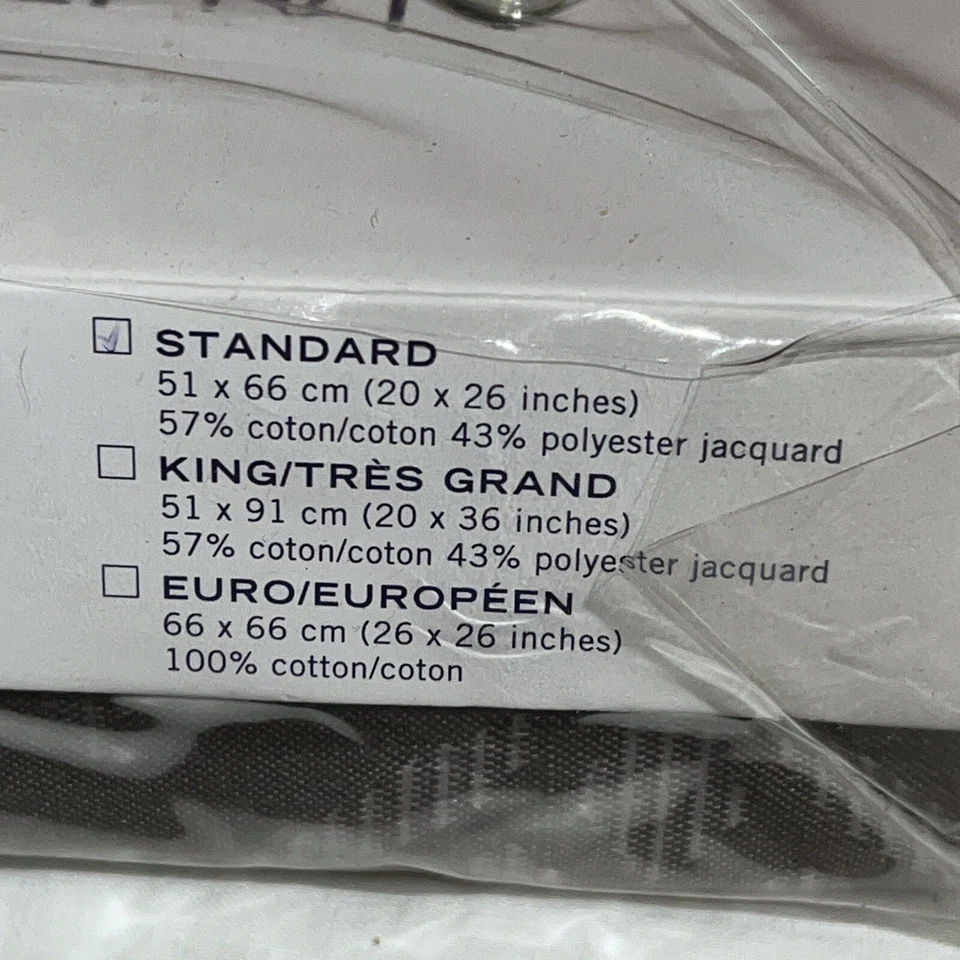 STANDARD
51 x 66 cm (20 x 26 inches)
57% coton/coton 43% polyester jacquard
KING/TRÈS GRAND
51 x 91 cm (20 x 36 inches)
57% coton/coton 43% polyester jacquard
EURO/EUROPÉEN
66 x 66 cm (26 x 26 inches)
100% cotton/coton